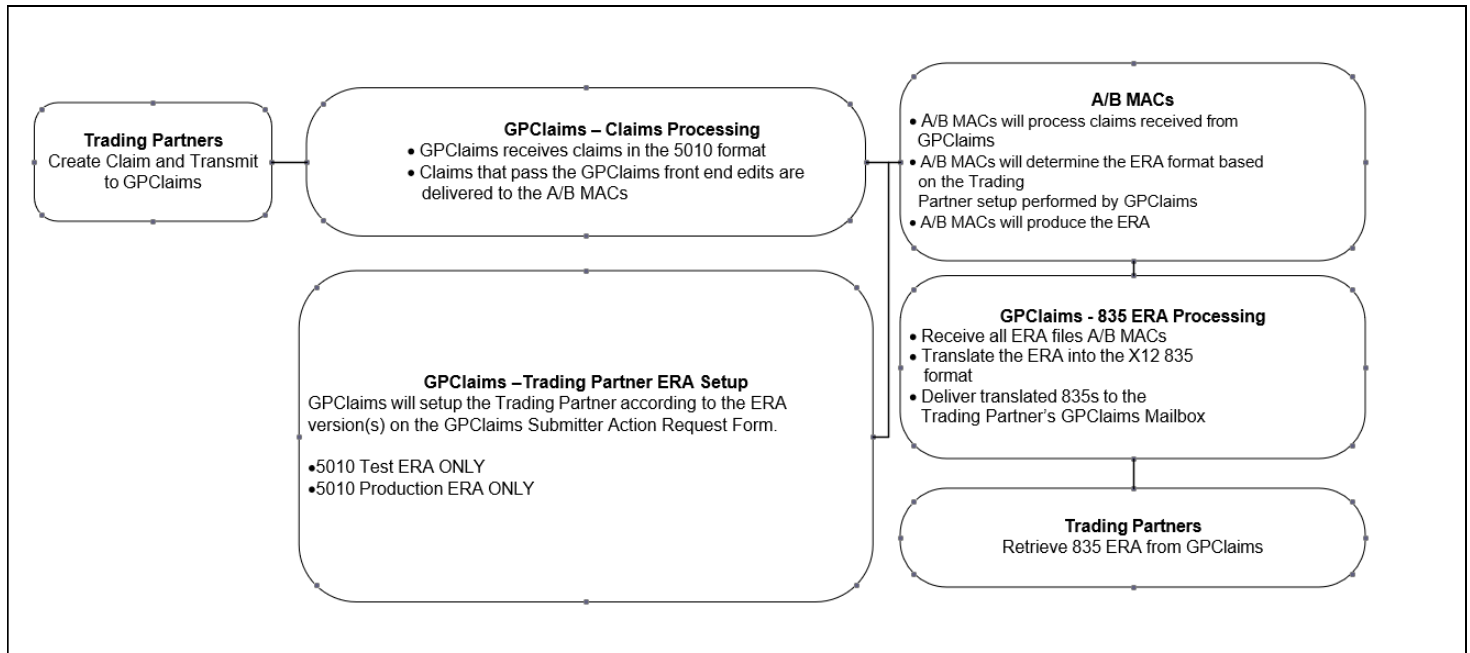 Trading Partners
Create Claim and Transmit
to GPClaims
GPClaims – Claims Processing
• GPClaims receives claims in the 5010 format
• Claims that pass the GPClaims front end edits are
delivered to the A/B MACs
A/B MACs
• A/B MACs will process claims received from
GPClaims
• A/B MACs will determine the ERA format based
on the Trading
Partner setup performed by GPClaims
• A/B MACs will produce the ERA
GPClaims –Trading Partner ERA Setup
GPClaims will setup the Trading Partner according to the ERA
version(s) on the GPClaims Submitter Action Request Form.
•5010 Test ERA ONLY
•5010 Production ERA ONLY
GPClaims - 835 ERA Processing
• Receive all ERA files A/B MACs
• Translate the ERA into the X12 835
format
• Deliver translated 835s to the
Trading Partner’s GPClaims Mailbox
Trading Partners
Retrieve 835 ERA from GPClaims